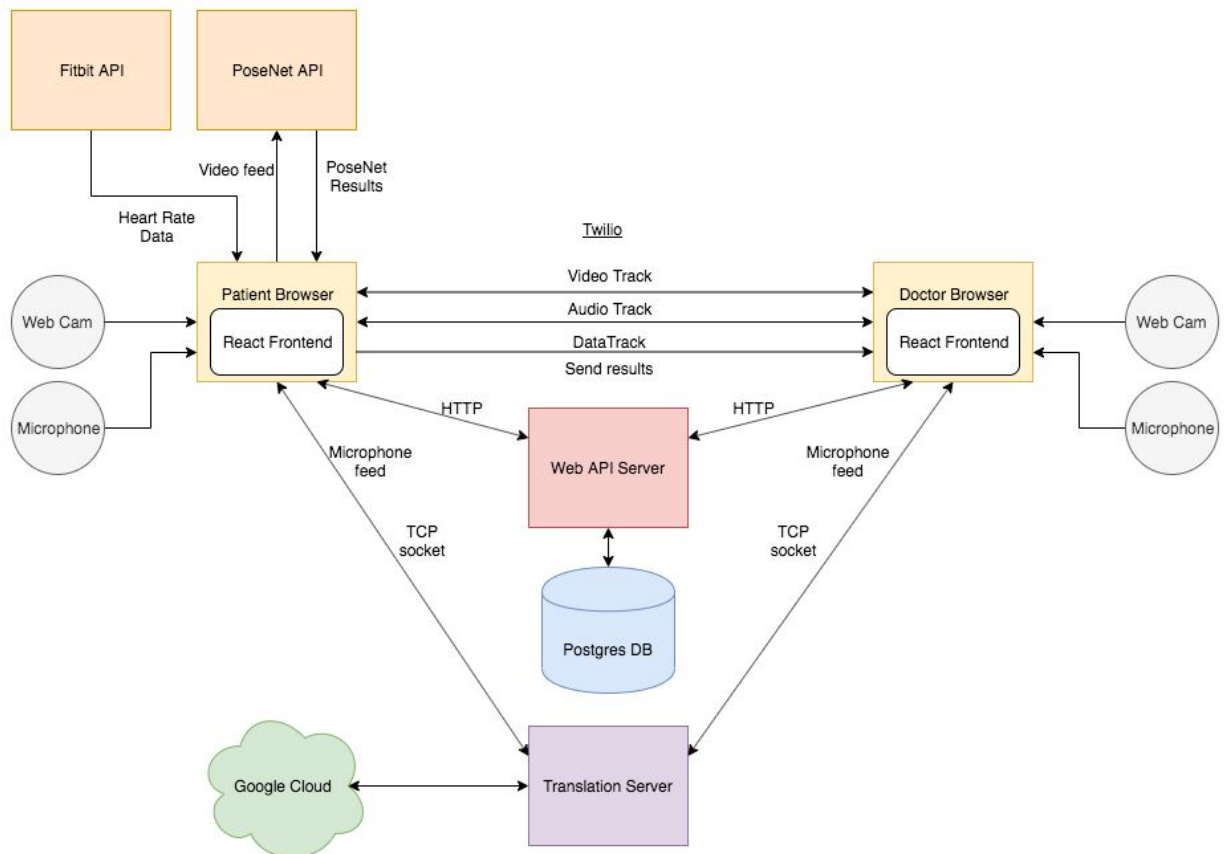 Fitbit API
PoseNet API
Video feed
PoseNet
Results
Heart Rate
Data
Twilio
Patient Browser
React Frontend
Video Track
Audio Track
DataTrack
Send results
Doctor Browser
React Frontend
Web Cam
Microphone
Web Cam
Microphone
HTTP
HTTP
Web API Server
Microphone
feed
Microphone
feed
TCP
socket
TCP
socket
Postgres DB
Google Cloud
Translation Server